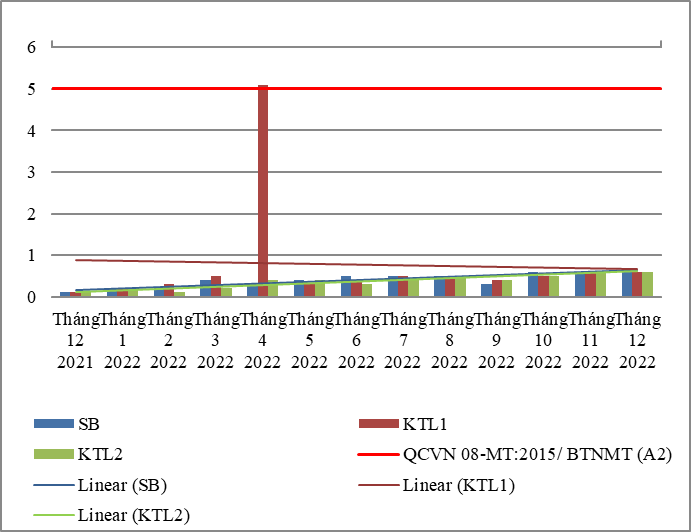 6
5
4
3
2
1
0
Tháng Tháng Tháng Tháng Tháng Tháng Tháng Tháng Tháng Tháng Tháng Tháng Tháng
12 1 2 3 4 5 6 7 8 9 10 11 12
2021 2022 2022 2022 2022 2022 2022 2022 2022 2022 2022 2022 2022
SB KTL1
KTL2 QCVN 08-MT:2015/ BTNMT (A2)
Linear (SB) Linear (KTL1)
Linear (KTL2)